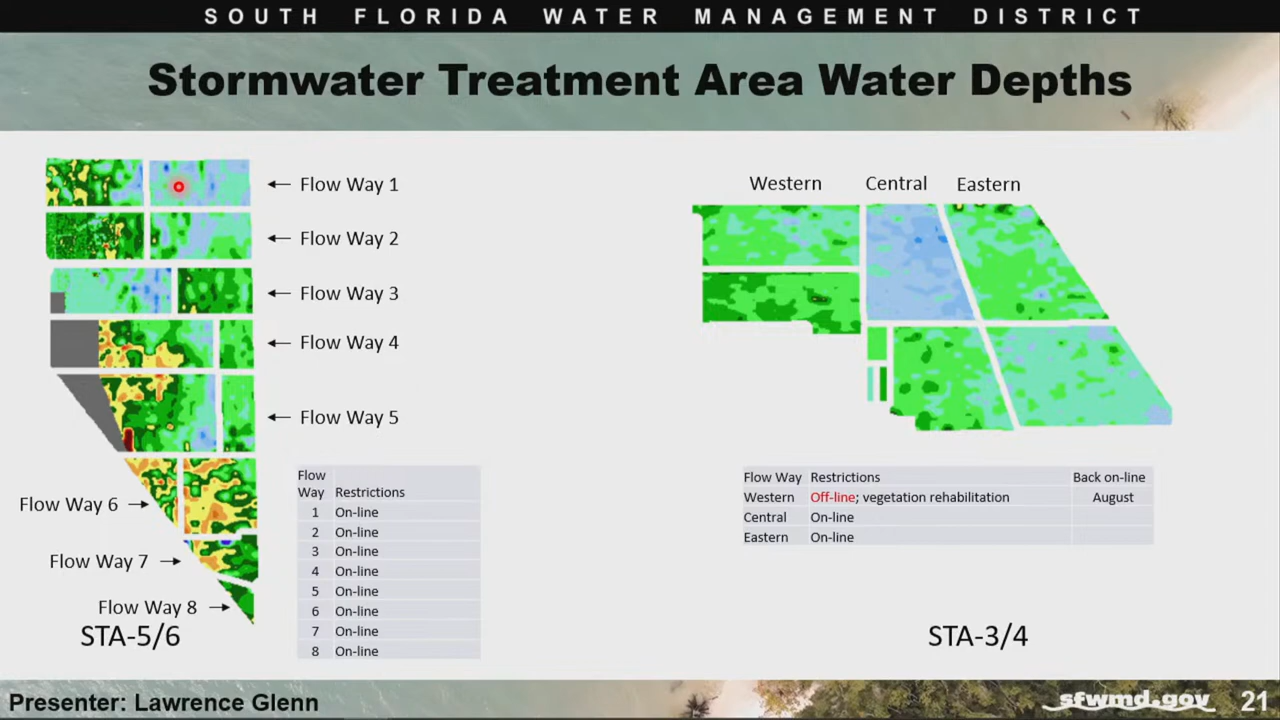 SOUTH FLORIDA WATER MANAGEMENT DISTRICT
Stormwater Treatment Area Water Depths
Flow Way 1
Flow Way 2
Flow Way 3
Flow Way 4
Flow Way 5
Flow Way 6
Flow Way 7
Flow Way 8
STA-5/6
Flow
Way Restrictions
1 On-line
2 On-line
3 On-line
4 On-line
5 On-line
6 On-line
7 On-line
8 On-line
Western Central Eastern
Flow Way Restrictions Back on-line
Western Off-line; vegetation rehabilitation August
Central On-line
Eastern On-line
STA-3/4
Presenter: Lawrence Glenn
sfwmd.gov 21